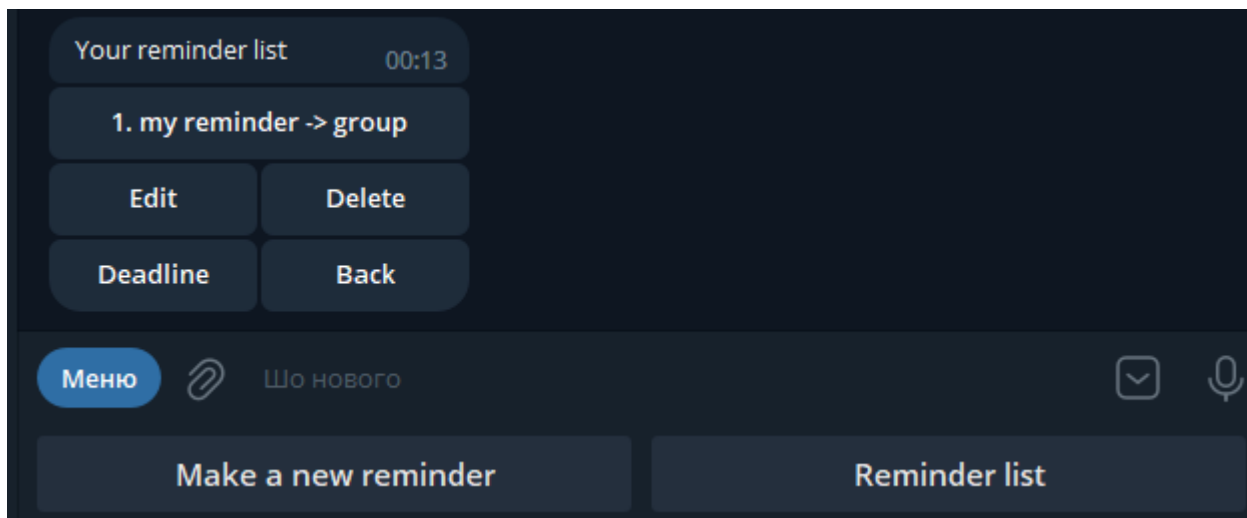 Your reminder list 00:13
1. my reminder -> group
Edit Delete
Deadline Back
Меню Шо нового
Make a new reminder Reminder list